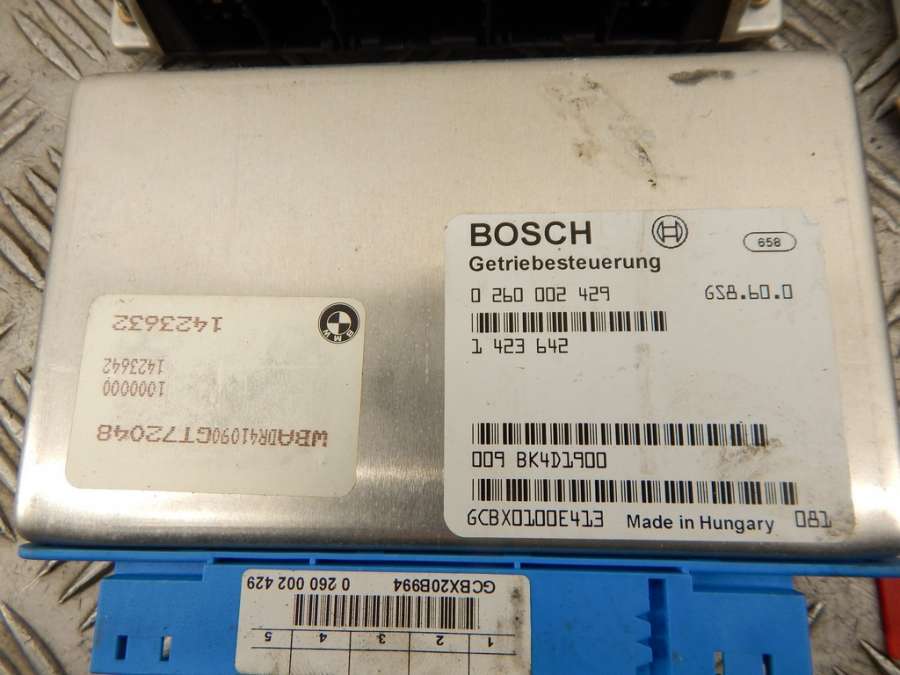 BOSCH
658
Getriebesteuerung
0 260 002 429 GS8.60.0
1 423 642
009 BK4D1900
GCBX0100E413 Made in Hungary 081
BMW
1423632
1423642
1000000
WBADR41090GT72048
1 2 3 4 5
GCBX20B994
0 260 002 429